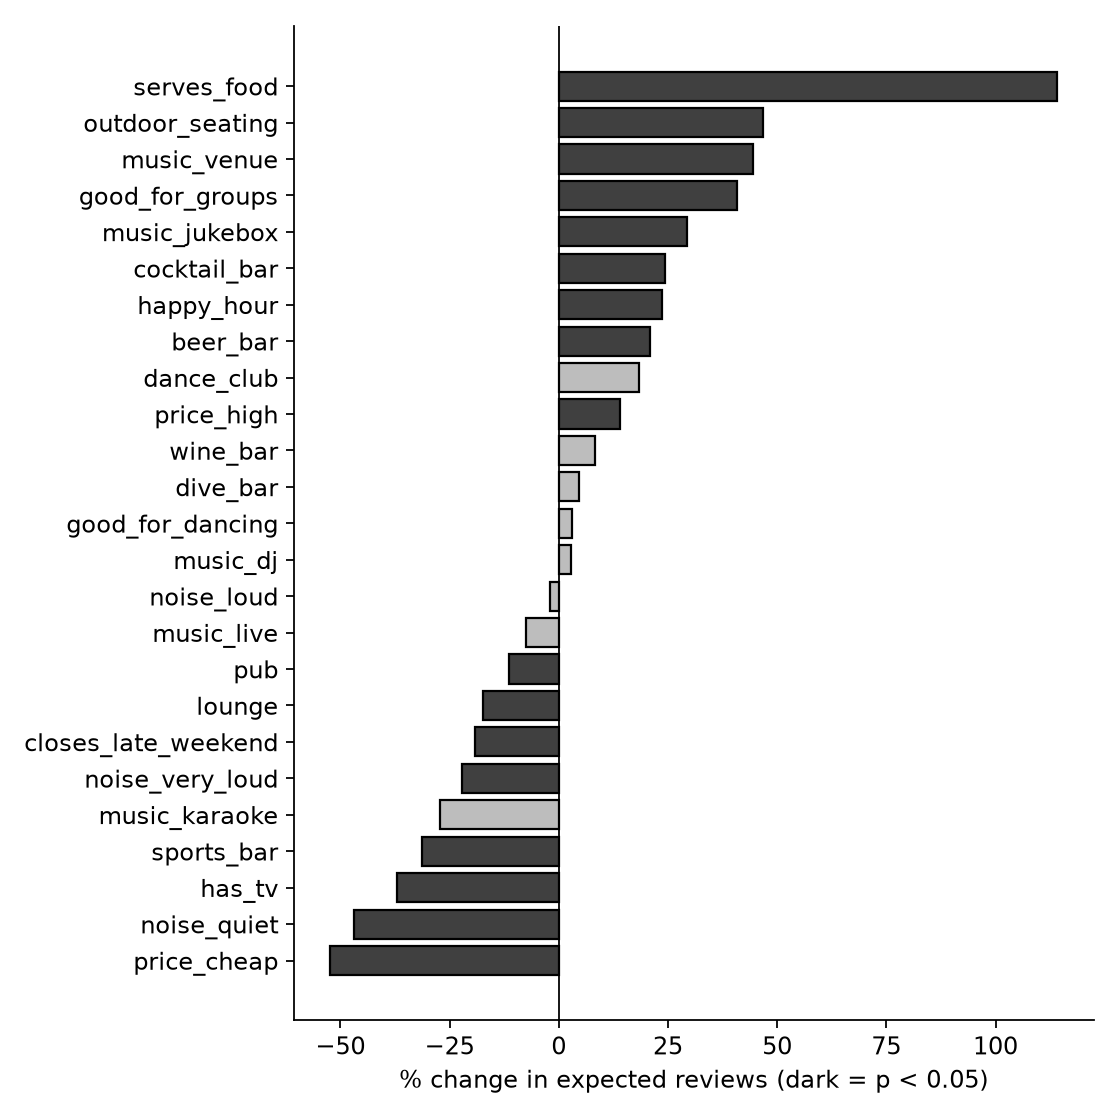 serves_food
outdoor_seating
music_venue
good_for_groups
music_jukebox
cocktail_bar
happy_hour
beer_bar
dance_club
price_high
wine_bar
dive_bar
good_for_dancing
music_dj
noise_loud
music_live
pub
lounge
closes_late_weekend
noise_very_loud
music_karaoke
sports_bar
has_tv
noise_quiet
price_cheap
−50 −25 0 25 50 75 100
% change in expected reviews (dark = p < 0.05)